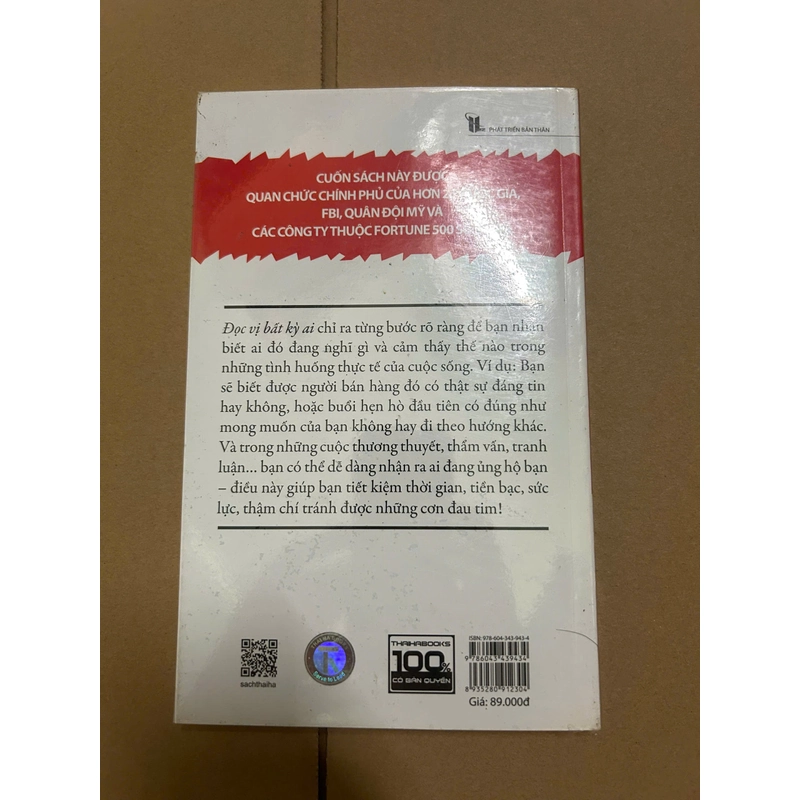 PHÁT TRIỂN BẢN THÂN
CUỐN SÁCH NÀY ĐƯỢC
QUAN CHỨC CHÍNH PHỦ CỦA HƠN GIA,
FBI, QUÂN ĐỘI MỸ VÀ
CÁC CÔNG TY THUỘC FORTUNE 500
Đọc vị bất kỳ ai chỉ ra từng bước rõ ràng để bạn nhận
biết ai đó đang nghĩ gì và cảm thấy thế nào trong
những tình huống thực tế của cuộc sống. Ví dụ: Bạn
sẽ biết được người bán hàng đó có thật sự đáng tin
hay không, hoặc buổi hẹn hò đầu tiên có đúng như
mong muốn của bạn không hay đi theo hướng khác.
Và trong những cuộc thương thuyết, thẩm vấn, tranh
luận... bạn có thể dễ dàng nhận ra ai đang ủng hộ bạn
– điều này giúp bạn tiết kiệm thời gian, tiền bạc, sức
lực, thậm chí tránh được những cơn đau tim!
sachthaiha
THAIHABOOKS
100%
CÓ BẢN QUYỀN
ISBN: 978-604-343-943-4
9 786043 439434
8 935280 912304
Giá: 89.000đ